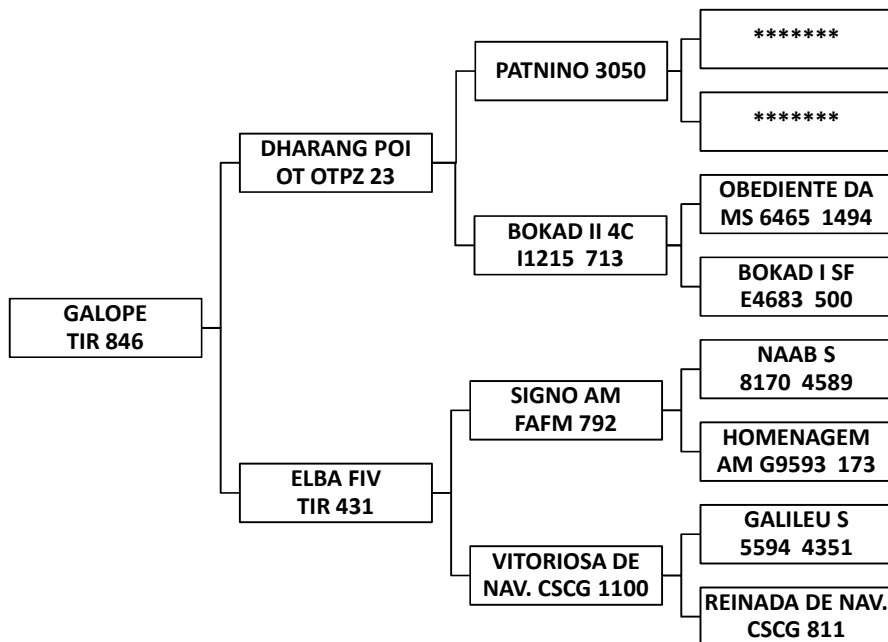 *******
PATNINO 3050
*******
DHARANG POI
OT OTPZ 23
OBEDIENTE DA
MS 6465 1494
BOKAD II 4C
I1215 713
BOKAD I SF
E4683 500
GALOPE
TIR 846
NAAB S
8170 4589
SIGNO AM
FAFM 792
HOMENAGEM
AM G9593 173
ELBA FIV
TIR 431
GALILEU S
5594 4351
VITORIOSA DE
NAV. CSCG 1100
REINADA DE NAV.
CSCG 811